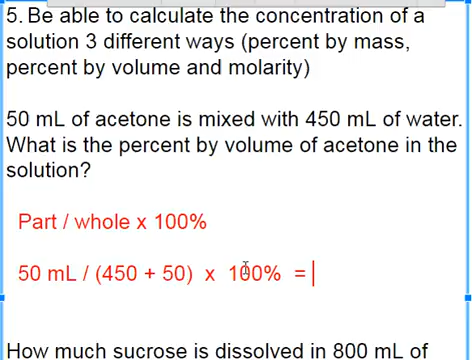 5. Be able to calculate the concentration of a
solution 3 different ways (percent by mass,
percent by volume and molarity)
50 mL of acetone is mixed with 450 mL of water.
What is the percent by volume of acetone in the
solution?
Part / whole x 100%
50 mL / (450 + 50)  x  100%  =
How much sucrose is dissolved in 800 mL of